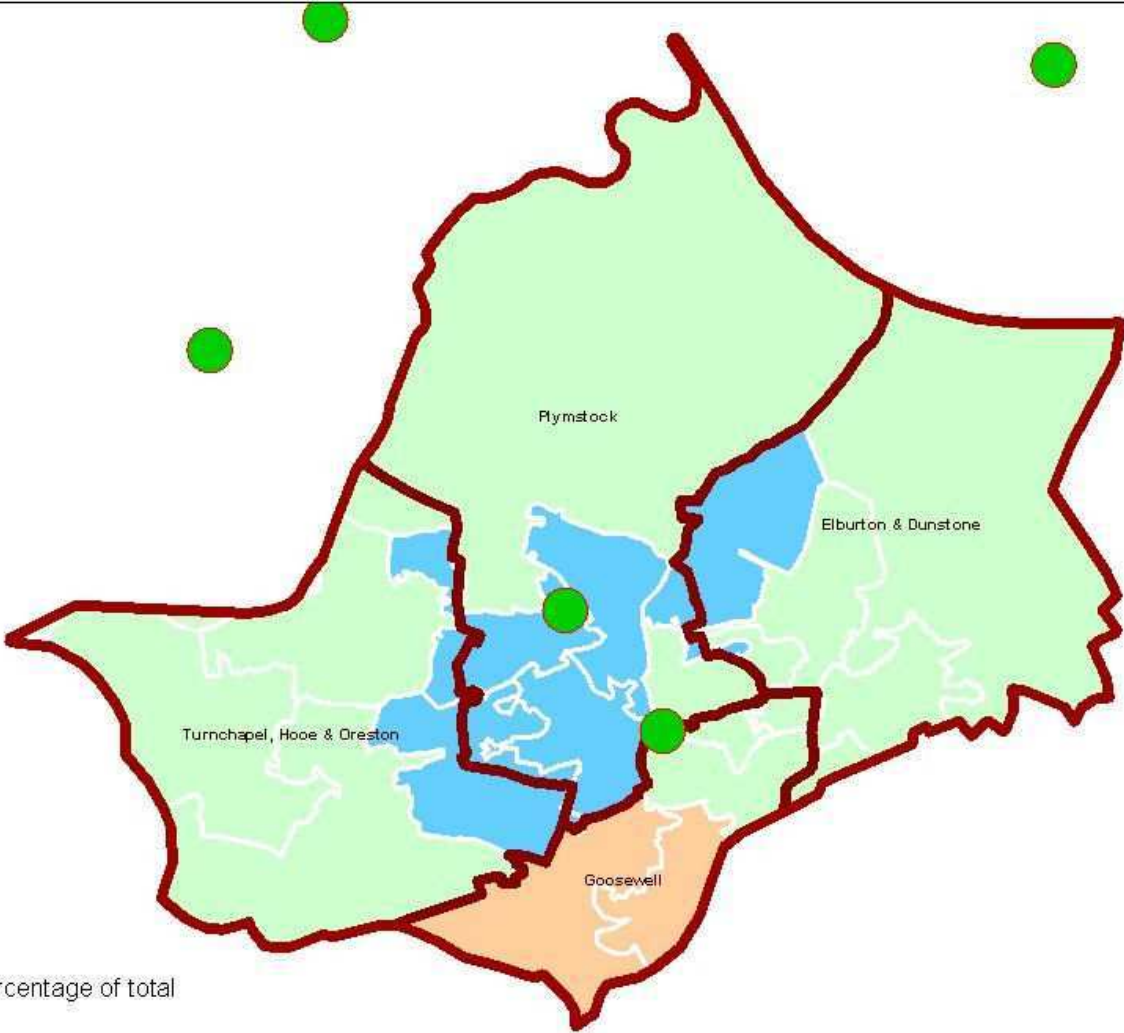 Plymstock
Elburton & Dunstone
Turnchapel, Hooe & Oreston
Goosewell
rcentage of total